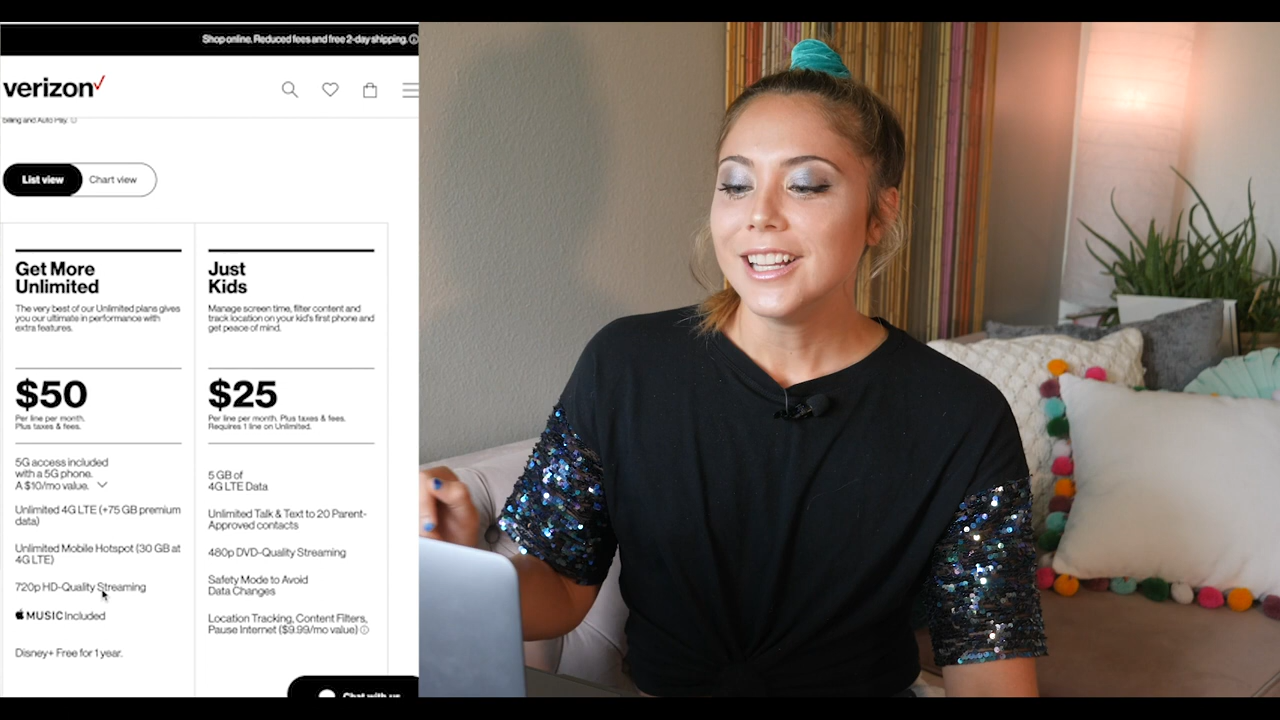 Shop online. Reduced fees and free 2-day shipping.
verizon
billing and Auto Pay.
List view
Chart view
Get More
Unlimited
The very best of our Unlimited plans gives
you our ultimate in performance with
extra features.
$50
Per line per month.
Plus taxes & fees.
5G access included
with a 5G phone.
A $10/mo value.
Unlimited 4G LTE (+75 GB premium
data)
Unlimited Mobile Hotspot (30 GB at
4G LTE)
720p HD-Quality Streaming
MUSIC Included
Disney+ Free for 1 year.
Just
Kids
Manage screen time, filter content and
track location on your kid's first phone and
get peace of mind.
$25
Per line per month. Plus taxes & fees.
Requires 1 line on Unlimited.
5 GB of
4G LTE Data
Unlimited Talk & Text to 20 Parent-
Approved contacts
480p DVD-Quality Streaming
Safety Mode to Avoid
Data Changes
Location Tracking, Content Filters,
Pause Internet ($9.99/mo value)
Chat with us